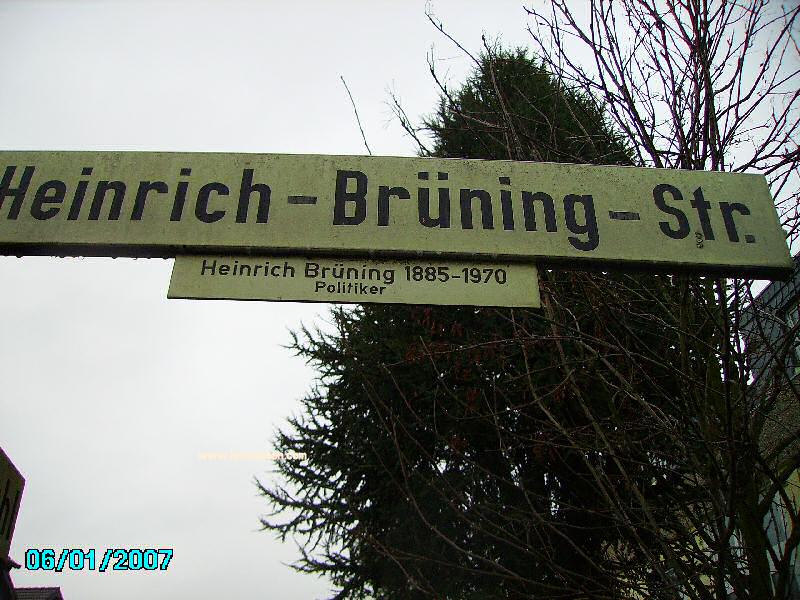 Heinrich-Brüning-Str.
Heinrich Brüning 1885-1970
Politiker
06/01/2007